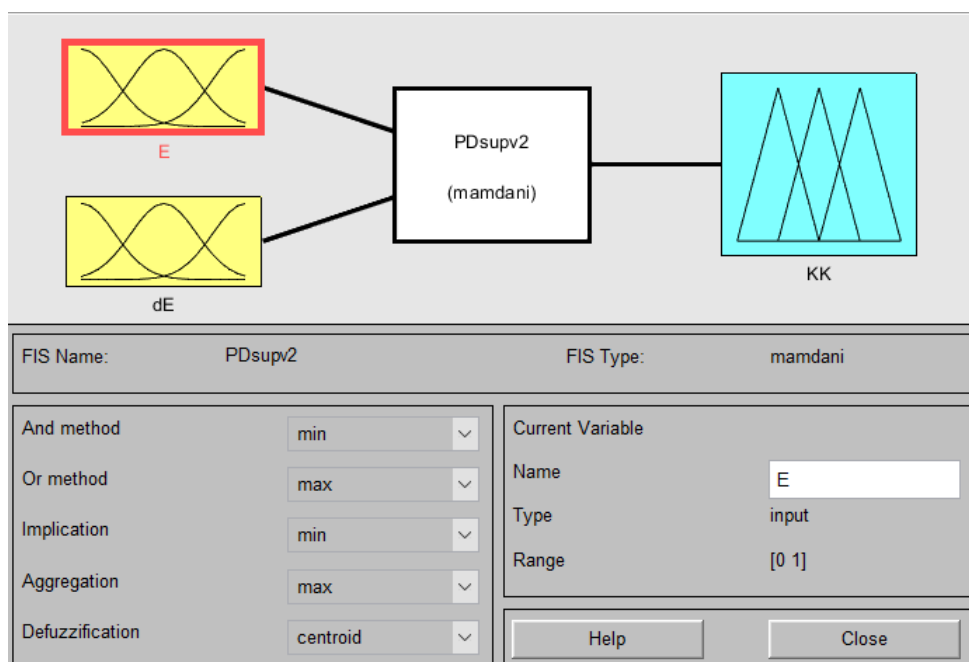 E
dE
PDsupv2
(mamdani)
KK
FIS Name: PDsupv2 FIS Type: mamdani
And method min
Or method max
Implication min
Aggregation max
Defuzzification centroid
Current Variable
Name E
Type input
Range [0 1]
Help Close